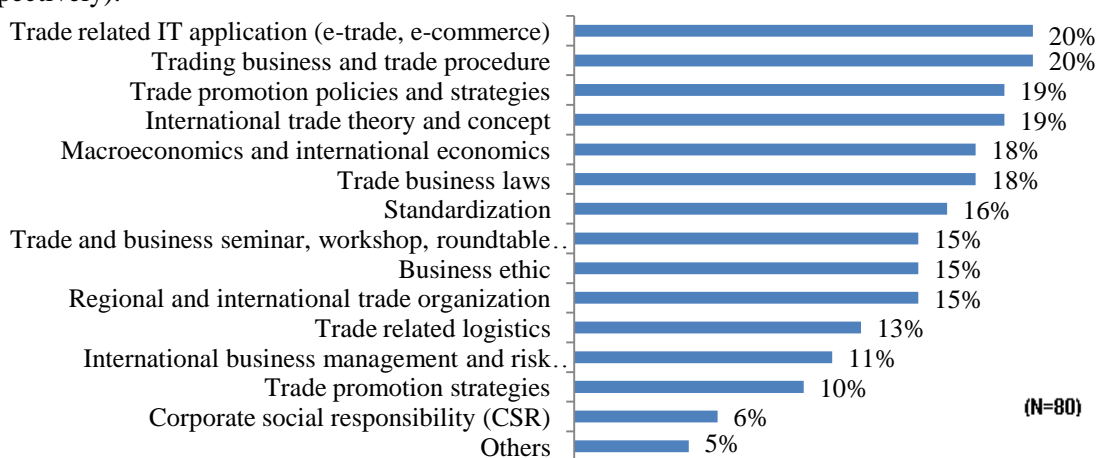 pectively).
Trade related IT application (e-trade, e-commerce) 20%
Trading business and trade procedure 20%
Trade promotion policies and strategies 19%
International trade theory and concept 19%
Macroeconomics and international economics 18%
Trade business laws 18%
Standardization 16%
Trade and business seminar, workshop, roundtable.. 15%
Business ethic 15%
Regional and international trade organization 15%
Trade related logistics 13%
International business management and risk.. 11%
Trade promotion strategies 10%
Corporate social responsibility (CSR) 6%
(N=80)
Others 5%